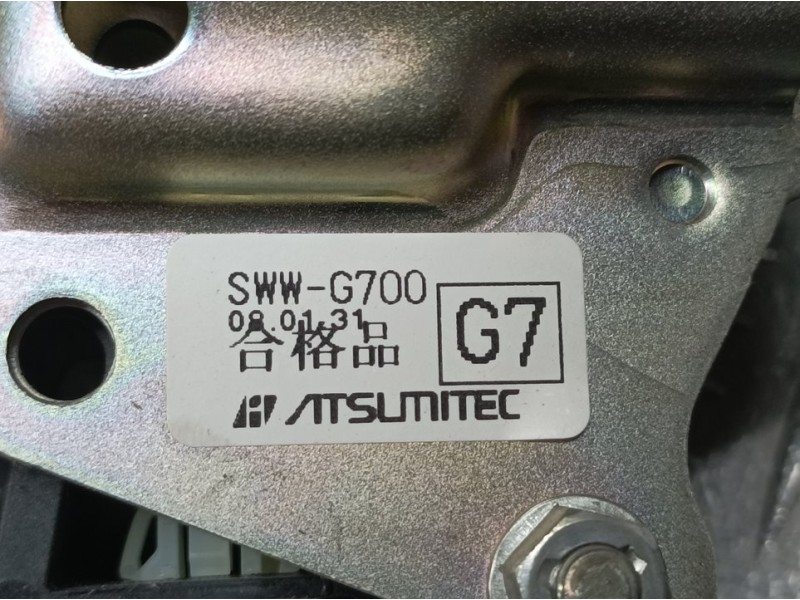 SWW-G700
08.01.31
合格品
G7
ATSUMITEC